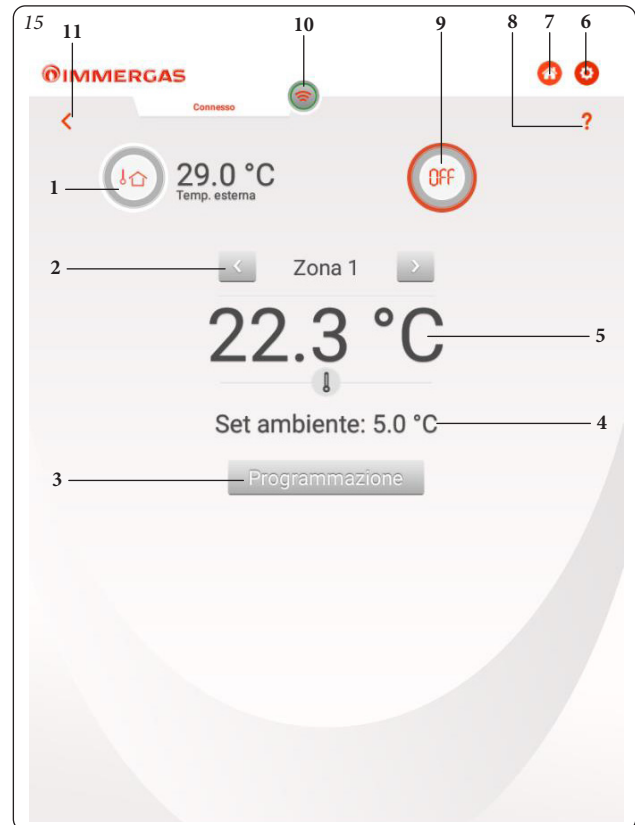 15
11
10
9
8
7
6
IMMERGAS
Connesso
?
1
29.0 °C
Temp. esterna
OFF
2
Zona 1
22.3 °C
5
Set ambiente: 5.0 °C
4
3
Programmazione